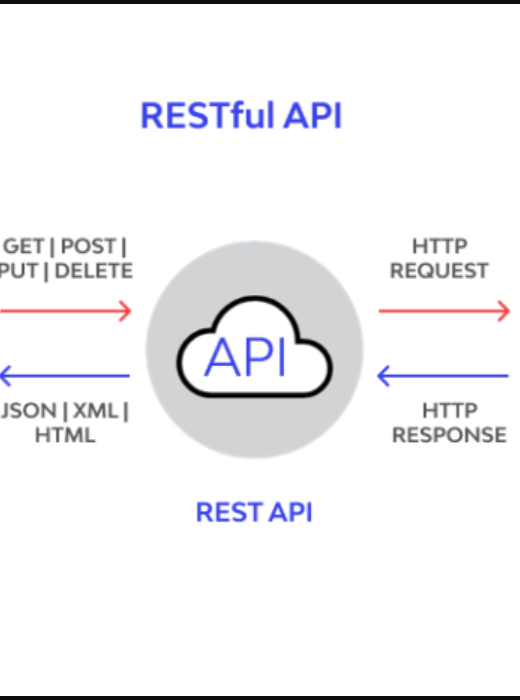 RESTful API
GET | POST |
PUT | DELETE
HTTP
REQUEST
API
JSON | XML |
HTML
HTTP
RESPONSE
REST API